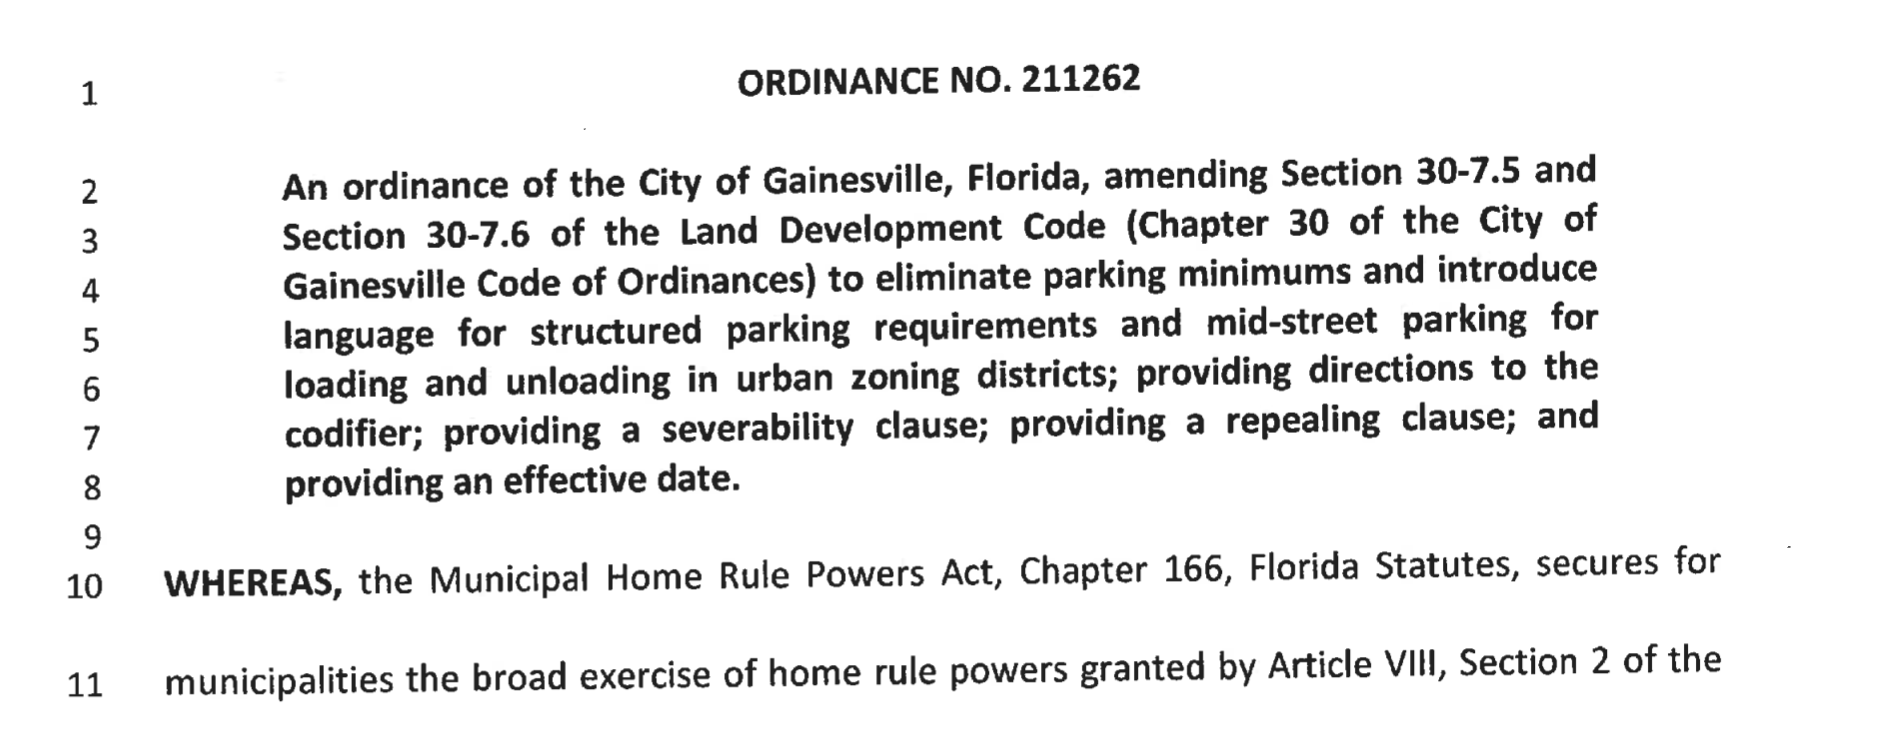 1 ORDINANCE NO. 211262
2 An ordinance of the City of Gainesville, Florida, amending Section 30-7.5 and
3 Section 30-7.6 of the Land Development Code (Chapter 30 of the City of
4 Gainesville Code of Ordinances) to eliminate parking minimums and introduce
5 language for structured parking requirements and mid-street parking for
6 loading and unloading in urban zoning districts; providing directions to the
7 codifier; providing a severability clause; providing a repealing clause; and
8 providing an effective date.
9
10 WHEREAS, the Municipal Home Rule Powers Act, Chapter 166, Florida Statutes, secures for
11 municipalities the broad exercise of home rule powers granted by Article VIII, Section 2 of the